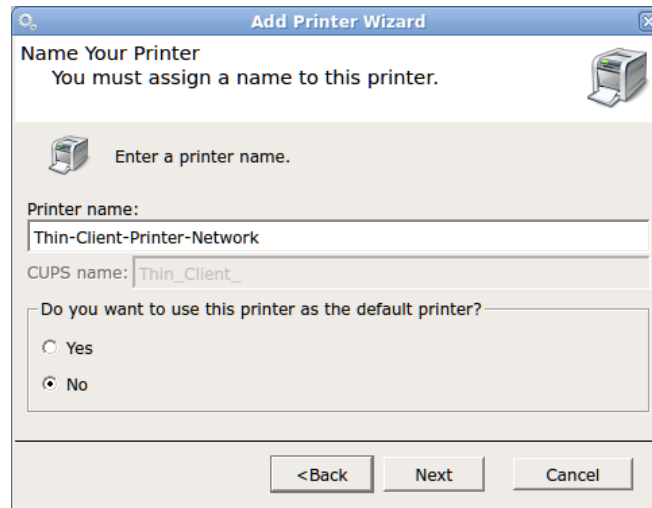 Add Printer Wizard
Name Your Printer
You must assign a name to this printer.
Enter a printer name.
Printer name:
Thin-Client-Printer-Network
CUPS name: Thin_Client_
Do you want to use this printer as the default printer?
Yes
No
<Back Next Cancel